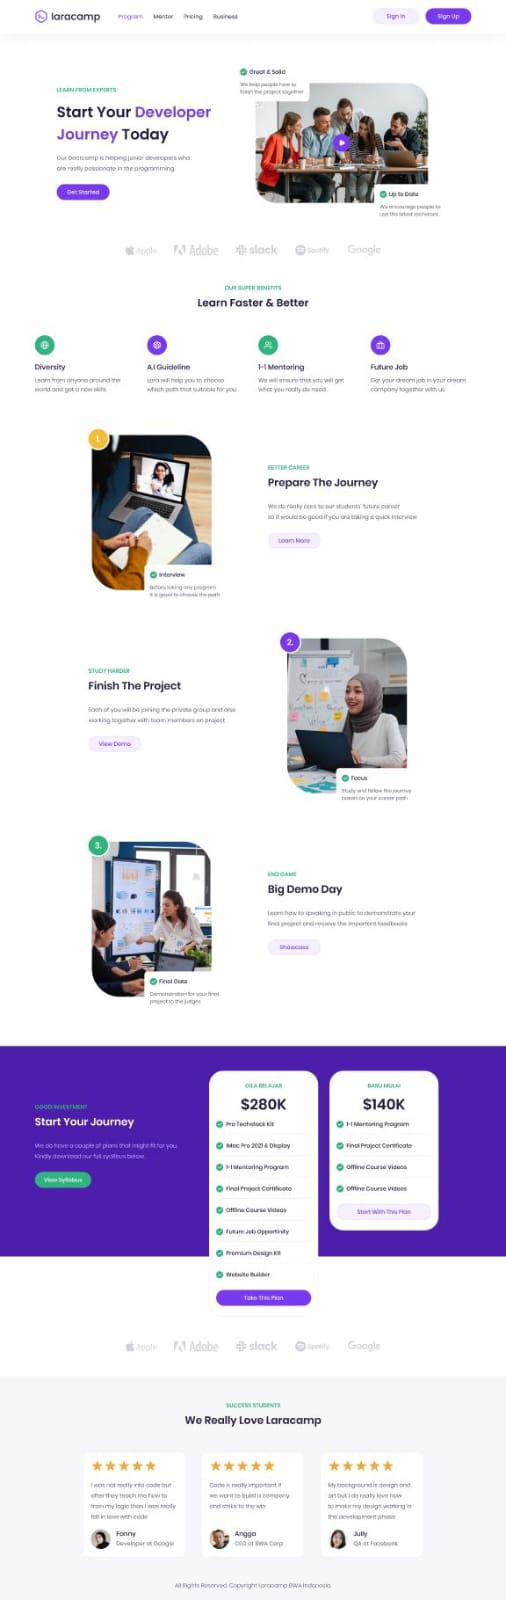 laracamp
Program
Mentor
Pricing
Business
Sign In
Sign Up
LEARN FROM EXPERTS
Start Your Developer
Journey Today
Our bootcamp is helping junior developers who
are really passionate in the programming.
Get Started
Great & Solid
We help people how to
finish the project together
Up to Date
We encourage people to
use the latest techstack
Apple
Adobe
slack
Spotify
Google
OUR SUPER BENEFITS
Learn Faster & Better
Diversity
Learn from anyone around the
world and get a new skills
A.I Guideline
Lara will help you to choose
which path that suitable for you
1-1 Mentoring
We will ensure that you will get
what you really do need
Future Job
Get your dream job in your dream
company together with us
1.
Interview
Before taking any program
it is good to choose the path
BETTER CAREER
Prepare The Journey
We do really care to our students' future career
so it would be good if you are taking a quick interview
Learn More
STUDY HARDER
Finish The Project
Each of you will be joining the private group and also
working together with team members on project
View Demo
2.
Focus
Study and follow the journey
based on your career path
3.
Final Data
Demonstration for your final
project to the judges
END GAME
Big Demo Day
Learn how to speaking in public to demonstrate your
final project and receive the important feedbacks
Showcase
GOOD INVESTMENT
Start Your Journey
We do have a couple of plans that might fit for you.
Kindly download our full syallbus below.
View Syllabus
GILA BELAJAR
$280K
Pro Techstack Kit
iMac Pro 2021 & Display
1-1 Mentoring Program
Final Project Certificate
Offline Course Videos
Future Job Opportinity
Premium Design Kit
Website Builder
Take This Plan
BARU MULAI
$140K
1-1 Mentoring Program
Final Project Certificate
Offline Course Videos
Offline Course Videos
Start With This Plan
Apple
Adobe
slack
Spotify
Google
SUCCESS STUDENTS
We Really Love Laracamp
I was not really into code but
after they teach me how to
train my logic then I was really
fall in love with code
Fanny
Developer at Google
Code is really important if
we want to build a company
and strike to the win
Angga
CEO at BWA Corp
My background is design and
art but I do really love how
to make my design working in
the development phase
Jully
QA at Facebook
All Rights Reserved. Copyright Laracamp BWA Indonesia.